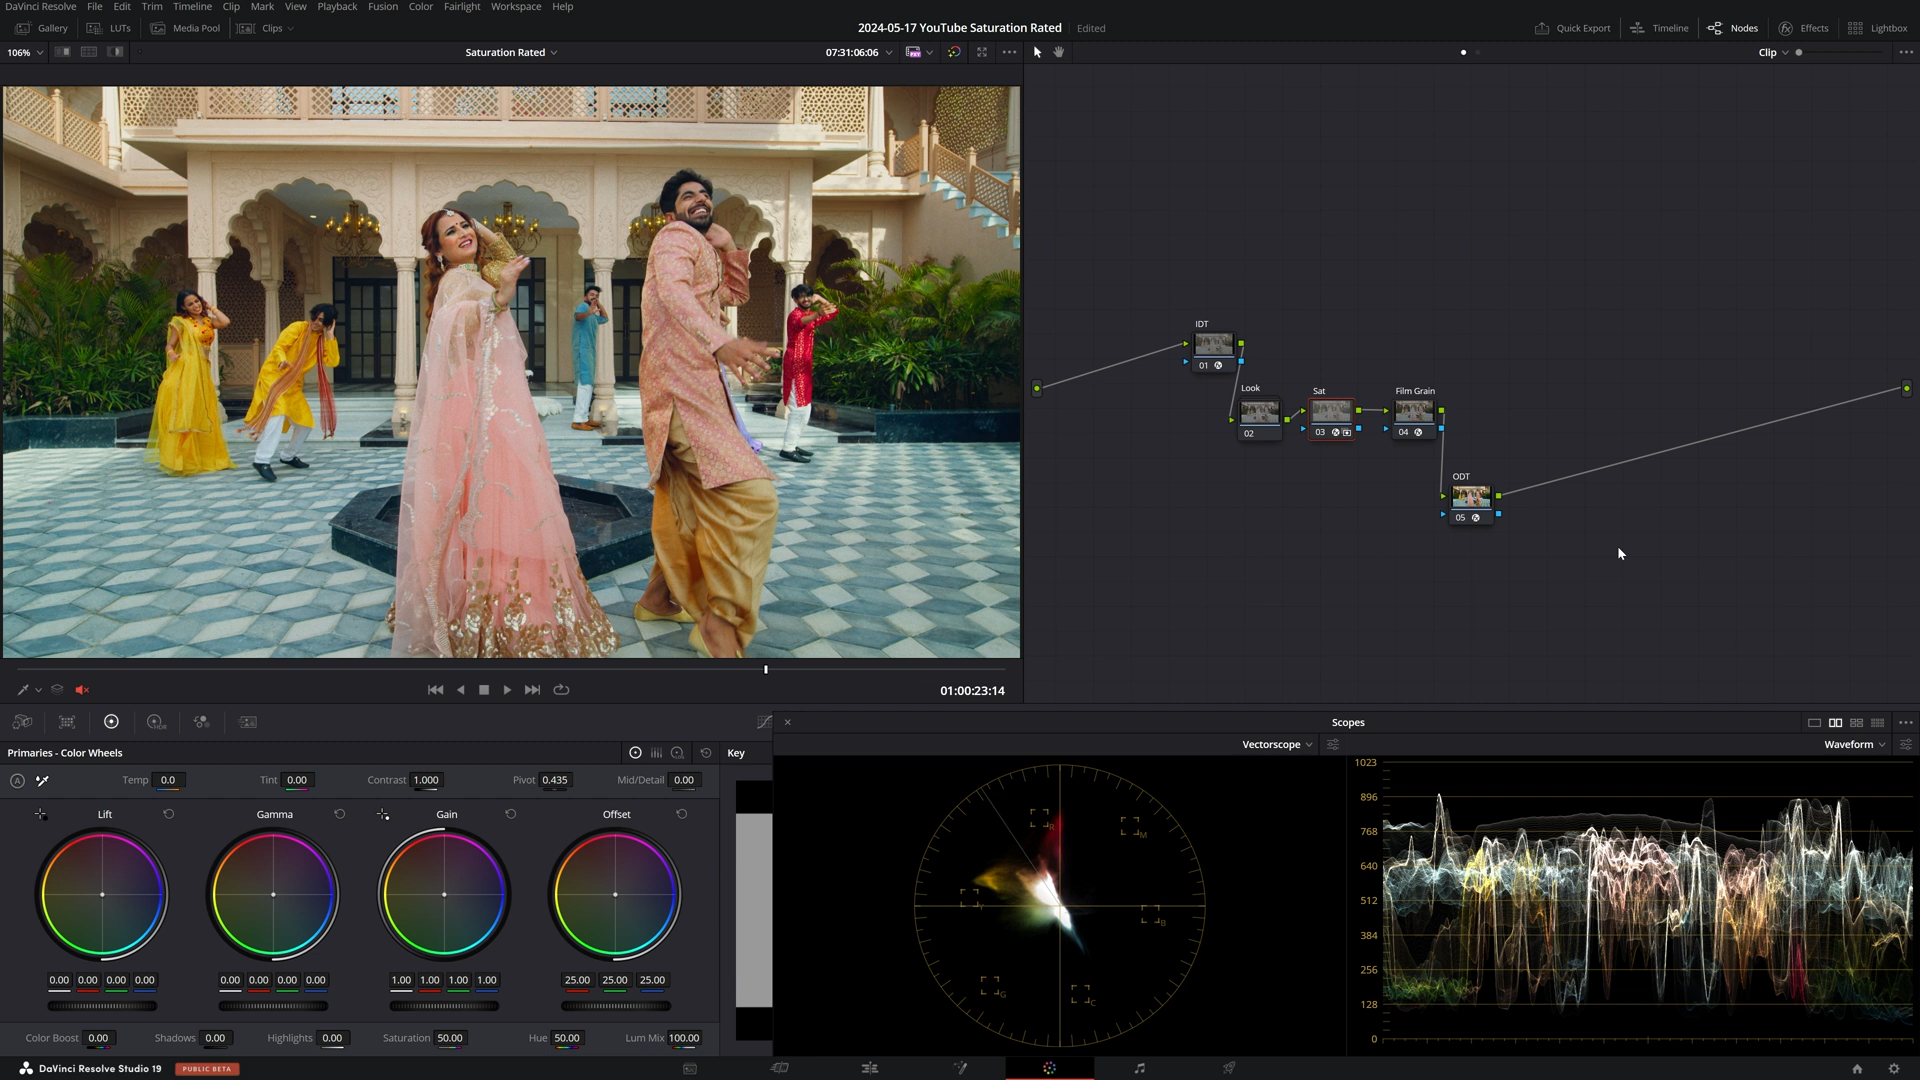 DaVinci Resolve File Edit Trim Timeline Clip Mark View Playback Fusion Color Fairlight Workspace Help
Gallery LUTs Media Pool Clips 2024-05-17 YouTube Saturation Rated Edited Quick Export Timeline Nodes Effects Lightbox
106% Saturation Rated 07:31:06:06 Clip
IDT
01
Look Sat Film Grain
02 03 04
ODT
05
01:00:23:14
Scopes
Primaries - Color Wheels Key Vectorscope Waveform
A Temp 0.0 Tint 0.00 Contrast 1.000 Pivot 0.435 Mid/Detail 0.00
Lift Gamma Gain Offset
0.00 0.00 0.00 0.00 0.00 0.00 0.00 0.00 1.00 1.00 1.00 1.00 25.00 25.00 25.00
Color Boost 0.00 Shadows 0.00 Highlights 0.00 Saturation 50.00 Hue 50.00 Lum Mix 100.00
R
M
Y
B
G
C
1023
896
768
640
512
384
256
128
0
DaVinci Resolve Studio 19 PUBLIC BETA